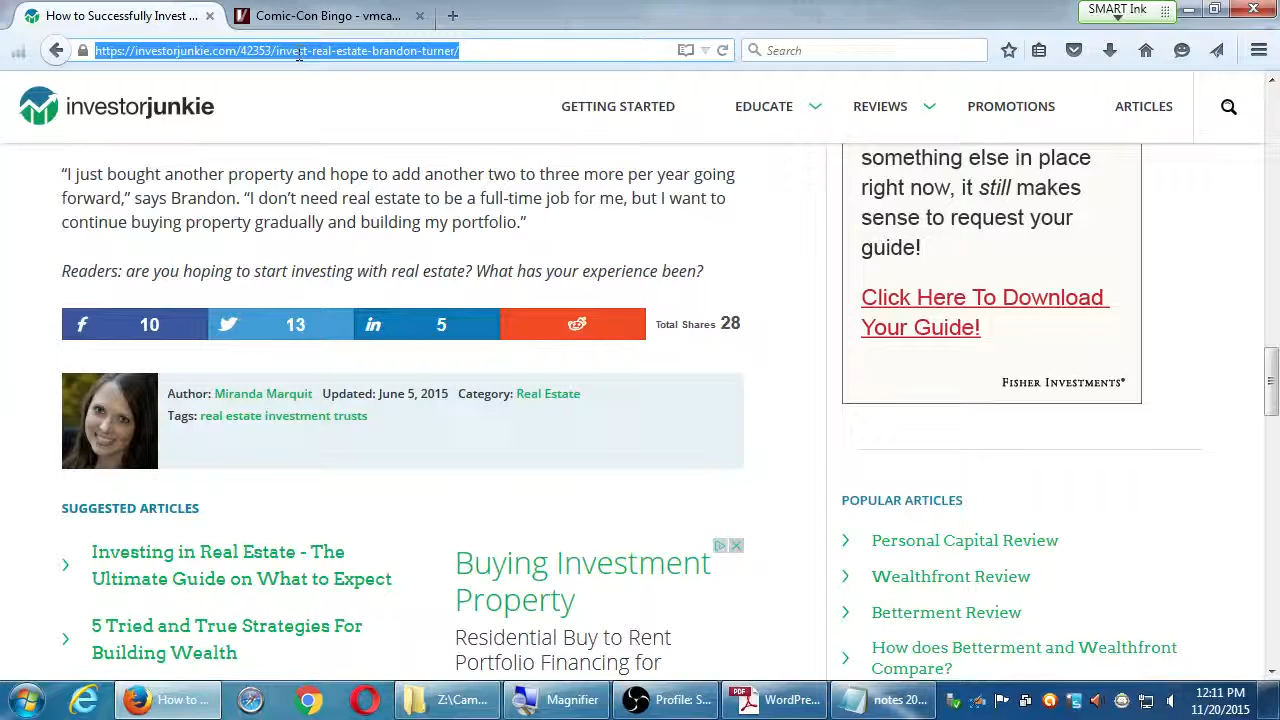 How to Successfully Invest ...
Comic-Con Bingo - vmca...
SMART Ink
https://investorjunkie.com/42353/invest-real-estate-brandon-turner/
Search
investorjunkie
GETTING STARTED
EDUCATE
REVIEWS
PROMOTIONS
ARTICLES
“I just bought another property and hope to add another two to three more per year going
forward,” says Brandon. “I don’t need real estate to be a full-time job for me, but I want to
continue buying property gradually and building my portfolio.”
Readers: are you hoping to start investing with real estate? What has your experience been?
10
13
5
Total Shares 28
Author: Miranda Marquit Updated: June 5, 2015 Category: Real Estate
Tags: real estate investment trusts
SUGGESTED ARTICLES
Investing in Real Estate - The
Ultimate Guide on What to Expect
5 Tried and True Strategies For
Building Wealth
Buying Investment
Property
Residential Buy to Rent
Portfolio Financing for
something else in place
right now, it still makes
sense to request your
guide!
Click Here To Download
Your Guide!
FISHER INVESTMENTS®
POPULAR ARTICLES
Personal Capital Review
Wealthfront Review
Betterment Review
How does Betterment and Wealthfront
Compare?
How to ...
Z:\Cam...
Magnifier
Profile: S...
PDF
WordPre...
notes 20...
12:11 PM
11/20/2015